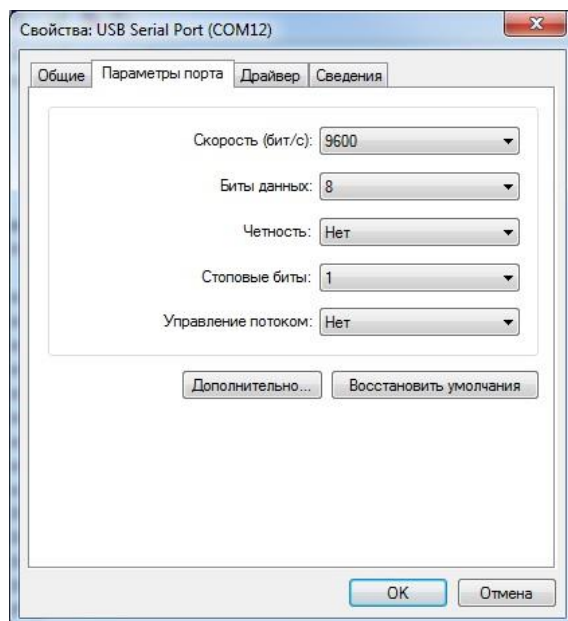 Свойства: USB Serial Port (COM12)
Общие Параметры порта Драйвер Сведения
Скорость (бит/с): 9600
Биты данных: 8
Четность: Нет
Стоповые биты: 1
Управление потоком: Нет
Дополнительно... Восстановить умолчания
OK Отмена